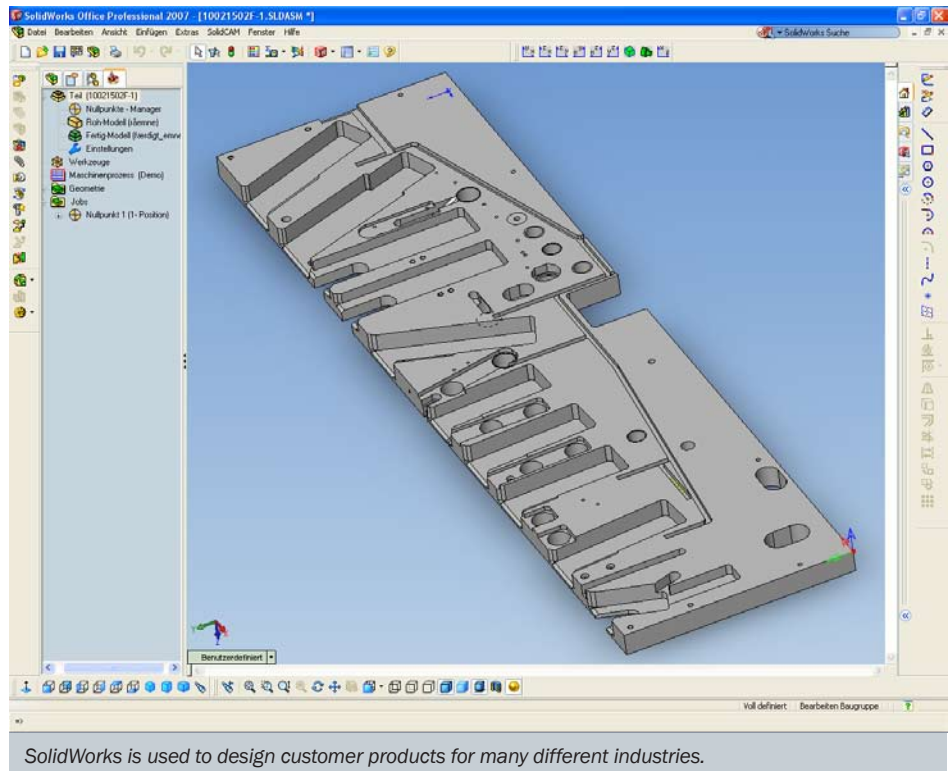 SolidWorks Office Professional 2007 - [10021502F-1.SLDASM *]
Datei Bearbeiten Ansicht Einfügen Extras SolidCAM Fenster Hilfe
SolidWorks Suche
Teil (10021502F-1)
Nullpunkte - Manager
Roh-Modell (råemne)
Fertig-Modell (færdigt_emne
Einstellungen
Werkzeuge
Maschinenprozess (Demo)
Geometrie
Jobs
Nullpunkt 1 (1- Position)
Benutzerdefiniert
Voll definiert Bearbeiten Baugruppe
SolidWorks is used to design customer products for many different industries.